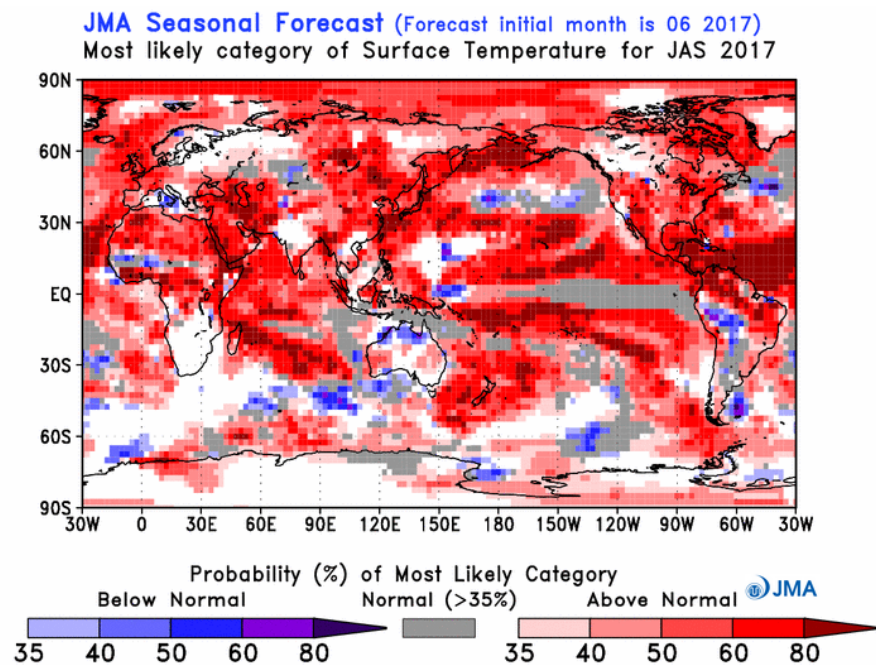 JMA Seasonal Forecast (Forecast initial month is 06 2017)
Most likely category of Surface Temperature for JAS 2017
90N
60N
30N
EQ
30S
60S
90S
30W 0 30E 60E 90E 120E 150E 180 150W 120W 90W 60W 30W
Probability (%) of Most Likely Category
JMA
Below Normal Normal (>35%) Above Normal
35 40 50 60 80 35 40 50 60 80